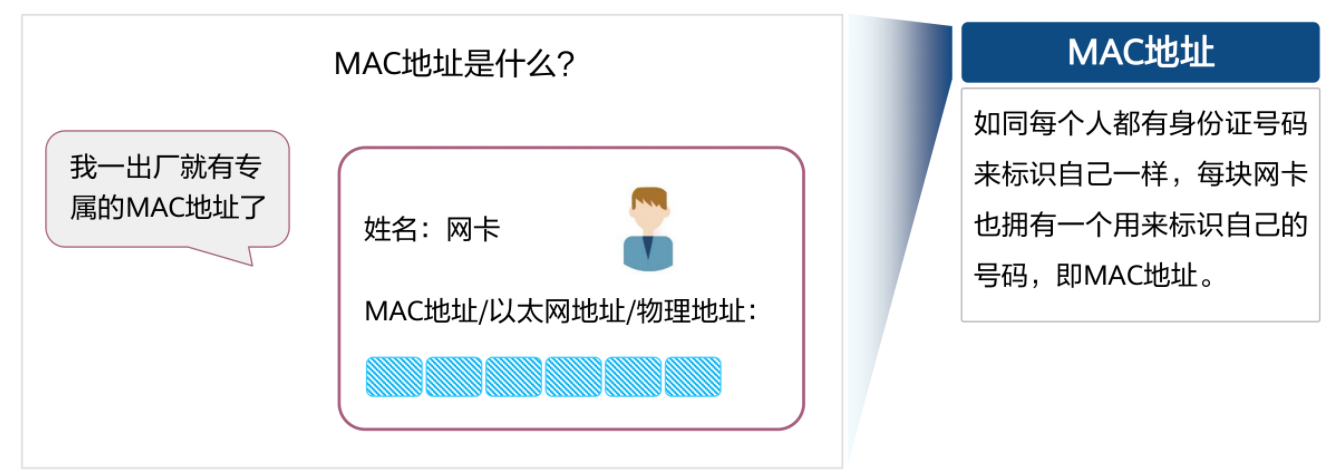 MAC地址是什么?
我一出厂就有专
属的MAC地址了
姓名：网卡
MAC地址/以太网地址/物理地址：
MAC地址
如同每个人都有身份证号码
来标识自己一样，每块网卡
也拥有一个用来标识自己的
号码，即MAC地址。